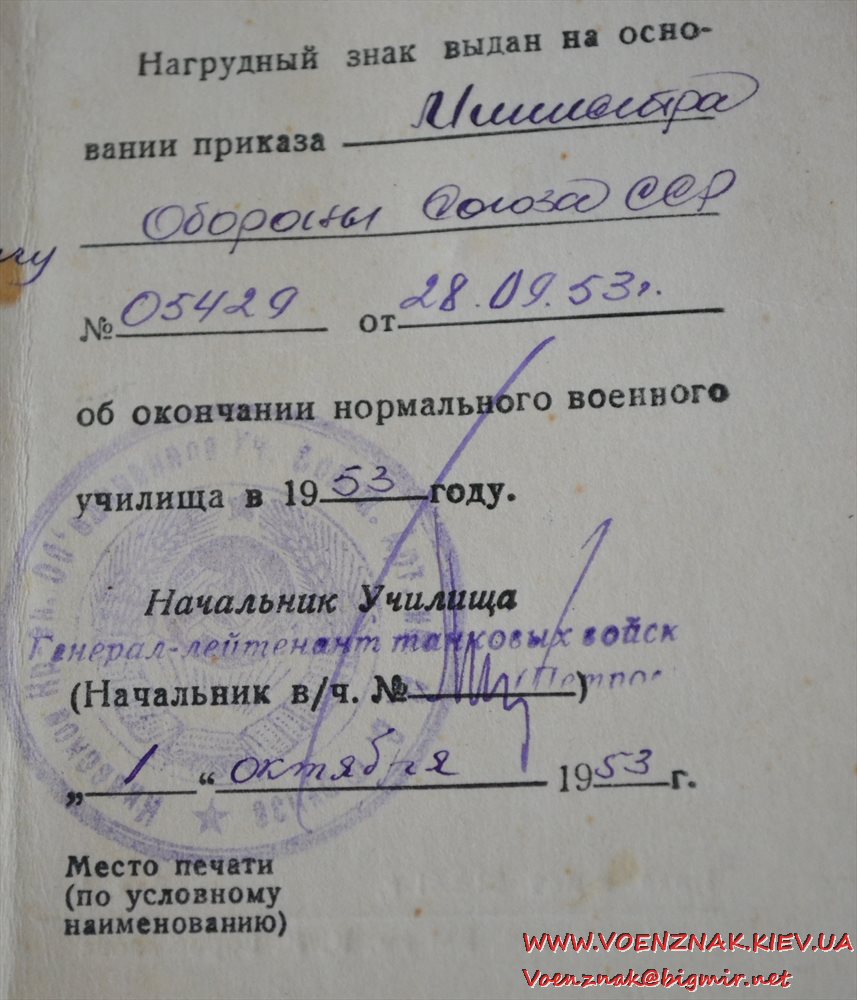 Нагрудный знак выдан на осно-
вании приказа Министра
Обороны Союза ССР
№ 05429 от 28.09.53г.
об окончании нормального военного
училища в 1953 году.
Начальник Училища
Генерал-лейтенант танковых войск
(Начальник в/ч. № )
„1“ октября 1953 г.
Место печати
(по условному
наименованию)
WWW.VOENZNAK.KIEV.UA
Voenznak@bigmir.net